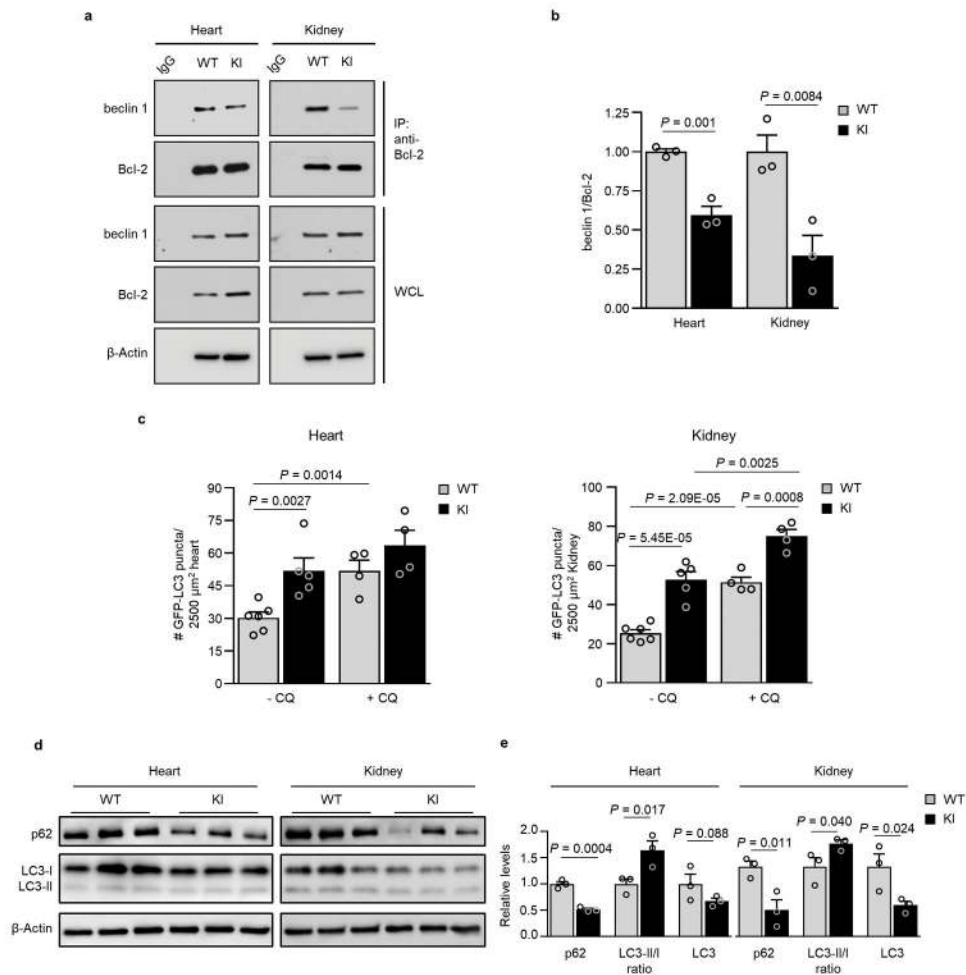 a
Heart Kidney
IgG WT KI IgG WT KI
beclin 1
Bcl-2
IP:
anti-
Bcl-2
beclin 1
Bcl-2
β-Actin
WCL
b
WT
KI
P = 0.0084
P = 0.001
beclin 1/Bcl-2
1.25
1.00
0.75
0.50
0.25
0.00
Heart Kidney
c
Heart
WT
KI
P = 0.0014
P = 0.0027
# GFP-LC3 puncta/
2500 µm² heart
90
75
60
45
30
15
0
- CQ + CQ
Kidney
WT
KI
P = 0.0025
P = 2.09E-05 P = 0.0008
P = 5.45E-05
# GFP-LC3 puncta/
2500 µm² Kidney
100
80
60
40
20
0
- CQ + CQ
d
Heart Kidney
WT KI WT KI
p62
LC3-I
LC3-II
β-Actin
e
Heart Kidney
WT
KI
P = 0.0004 P = 0.017 P = 0.088 P = 0.011 P = 0.040 P = 0.024
Relative levels
2.0
1.5
1.0
0.5
0.0
p62 LC3-II/I LC3 p62 LC3-II/I LC3
ratio ratio